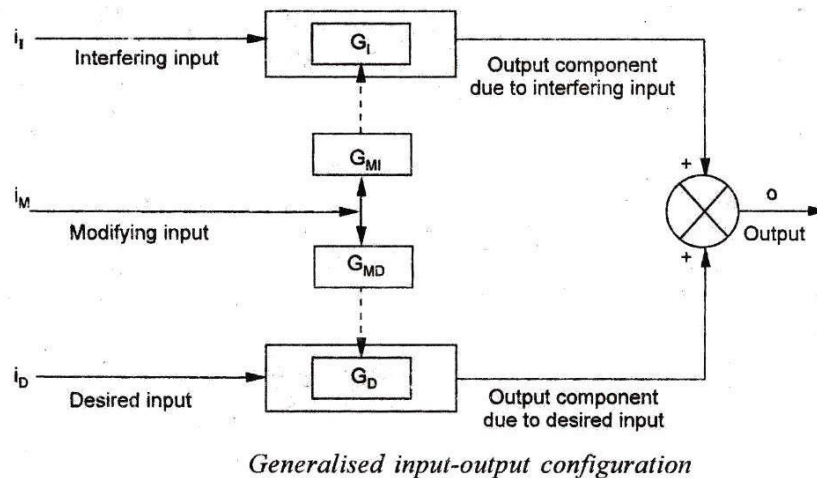 i_I
Interfering input
G_I
Output component
due to interfering input
G_MI
+
i_M
Modifying input
o
Output
G_MD
+
i_D
Desired input
G_D
Output component
due to desired input
Generalised input-output configuration